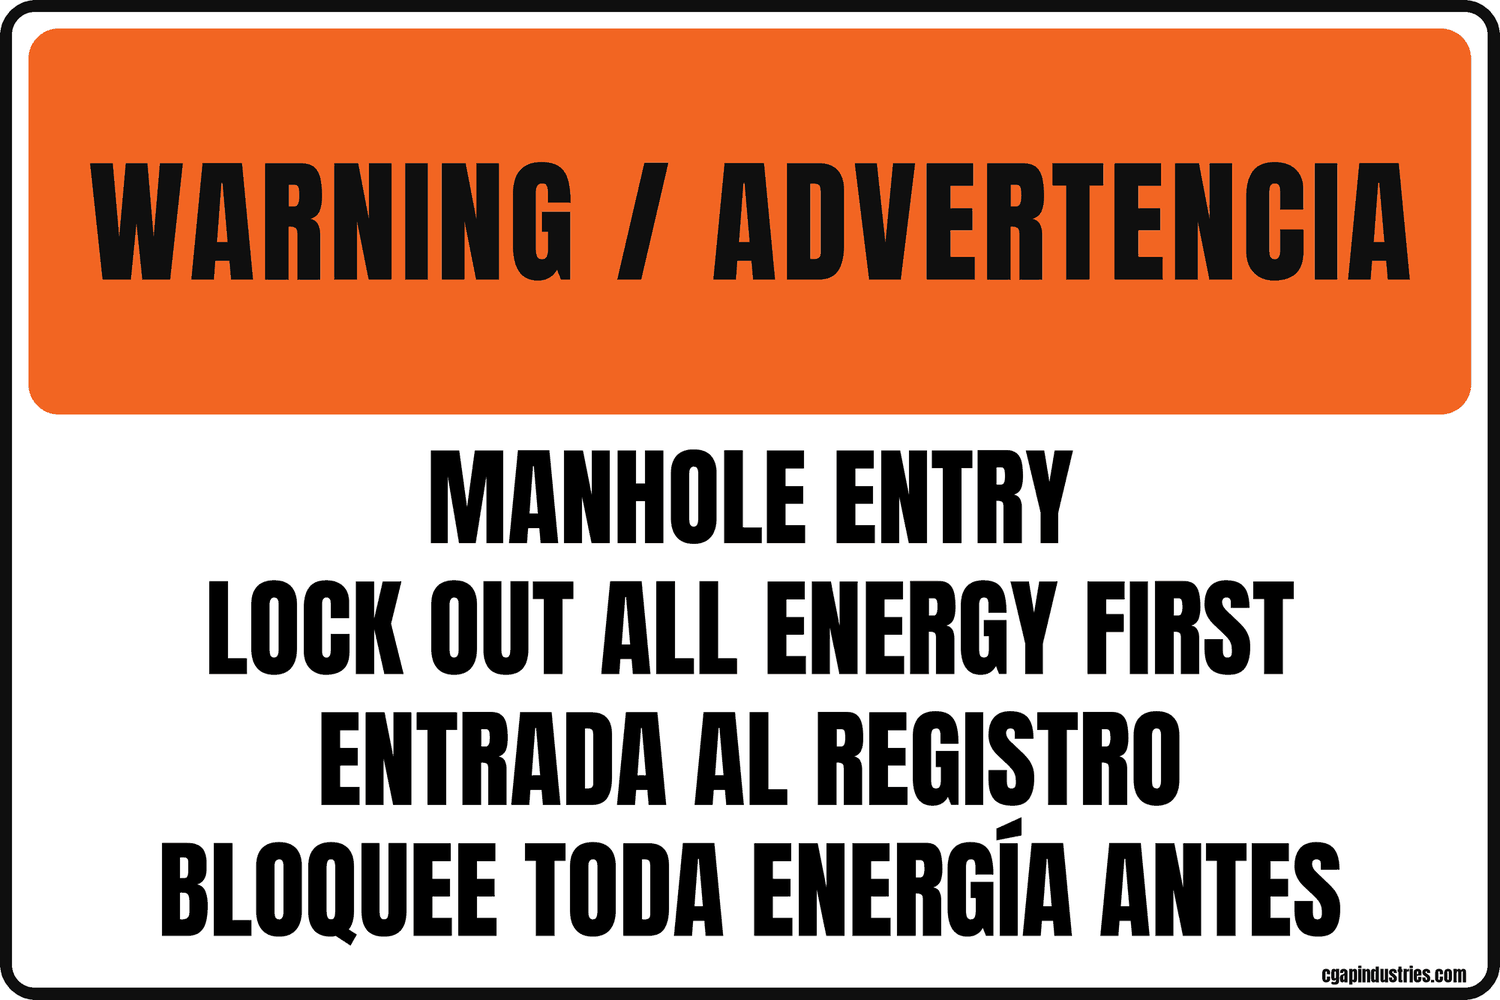 WARNING / ADVERTENCIA
MANHOLE ENTRY
LOCK OUT ALL ENERGY FIRST
ENTRADA AL REGISTRO
BLOQUEE TODA ENERGÍA ANTES
cgapindustries.com